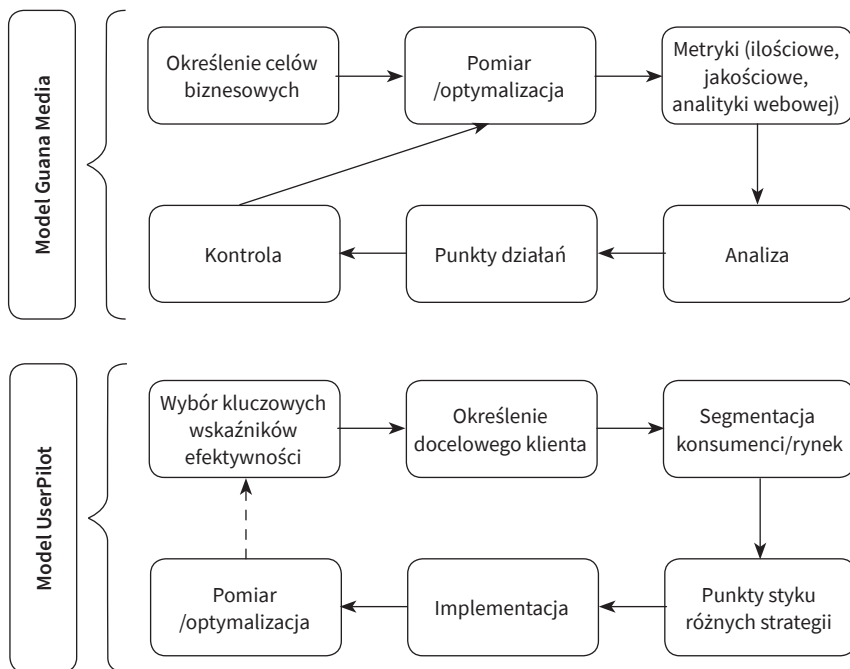 Model Guana Media
Określenie celów
biznesowych
Pomiar
/optymalizacja
Metryki (ilościowe,
jakościowe,
analityki webowej)
Kontrola
Punkty działań
Analiza
Model UserPilot
Wybór kluczowych
wskaźników
efektywności
Określenie
docelowego klienta
Segmentacja
konsumenci/rynek
Pomiar
/optymalizacja
Implementacja
Punkty styku
różnych strategii